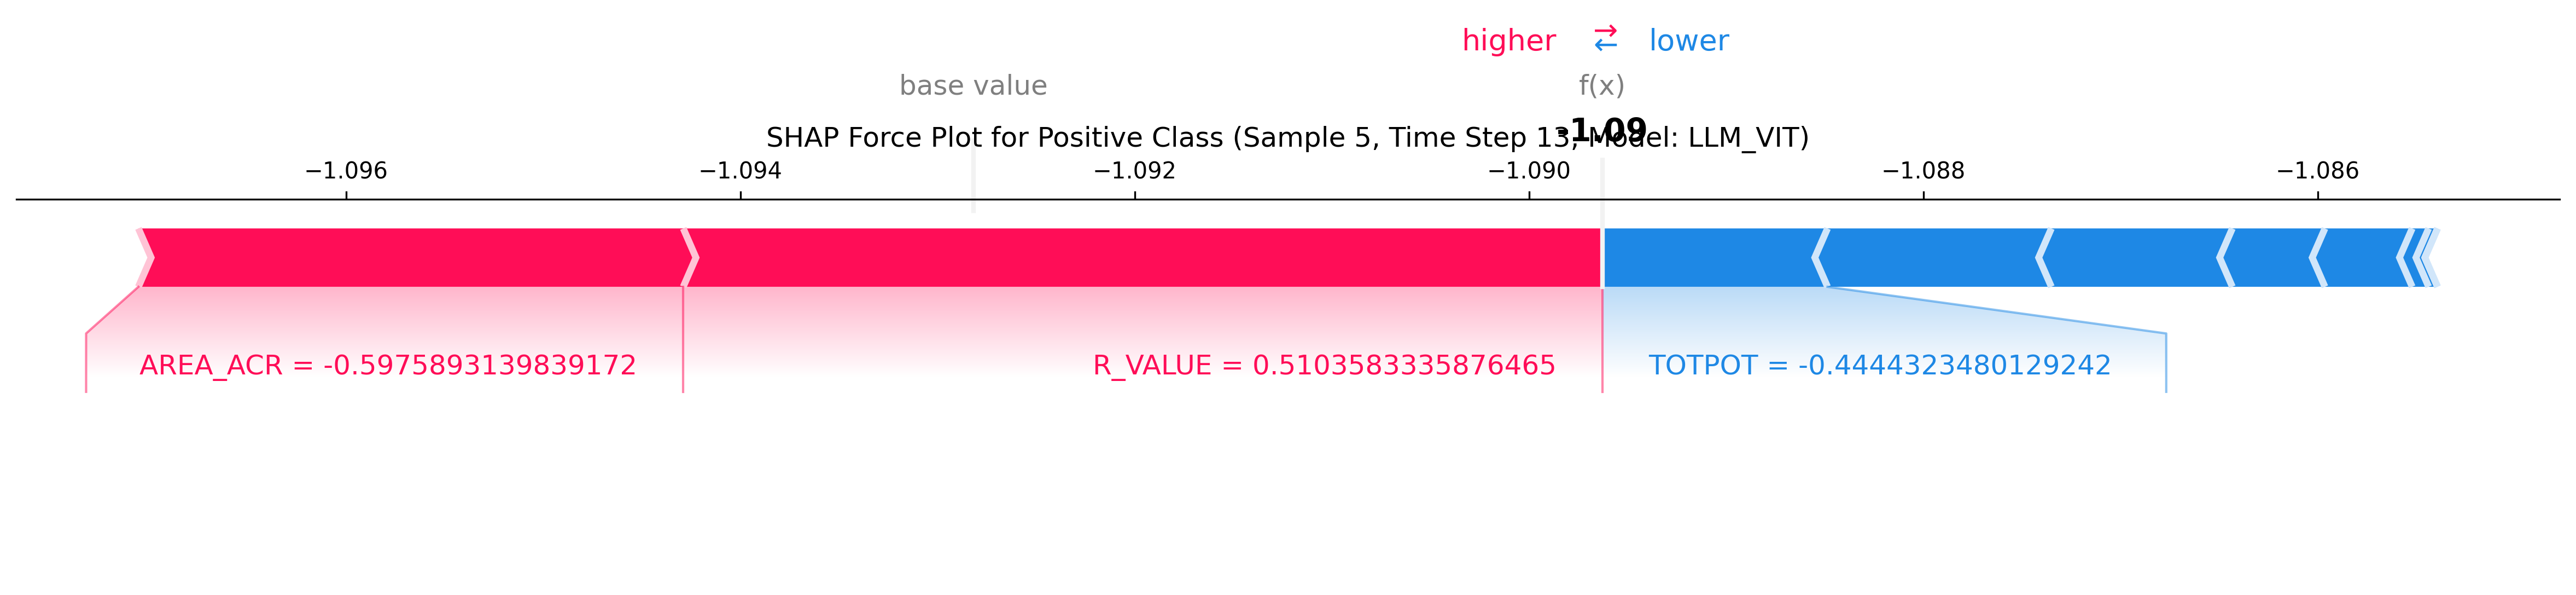 higher ⇄ lower
base value f(x)
-1.09
SHAP Force Plot for Positive Class (Sample 5, Time Step 13, Model: LLM_VIT)
−1.096 −1.094 −1.092 −1.090 −1.088 −1.086
AREA_ACR = -0.5975893139839172 R_VALUE = 0.5103583335876465 TOTPOT = -0.4444323480129242